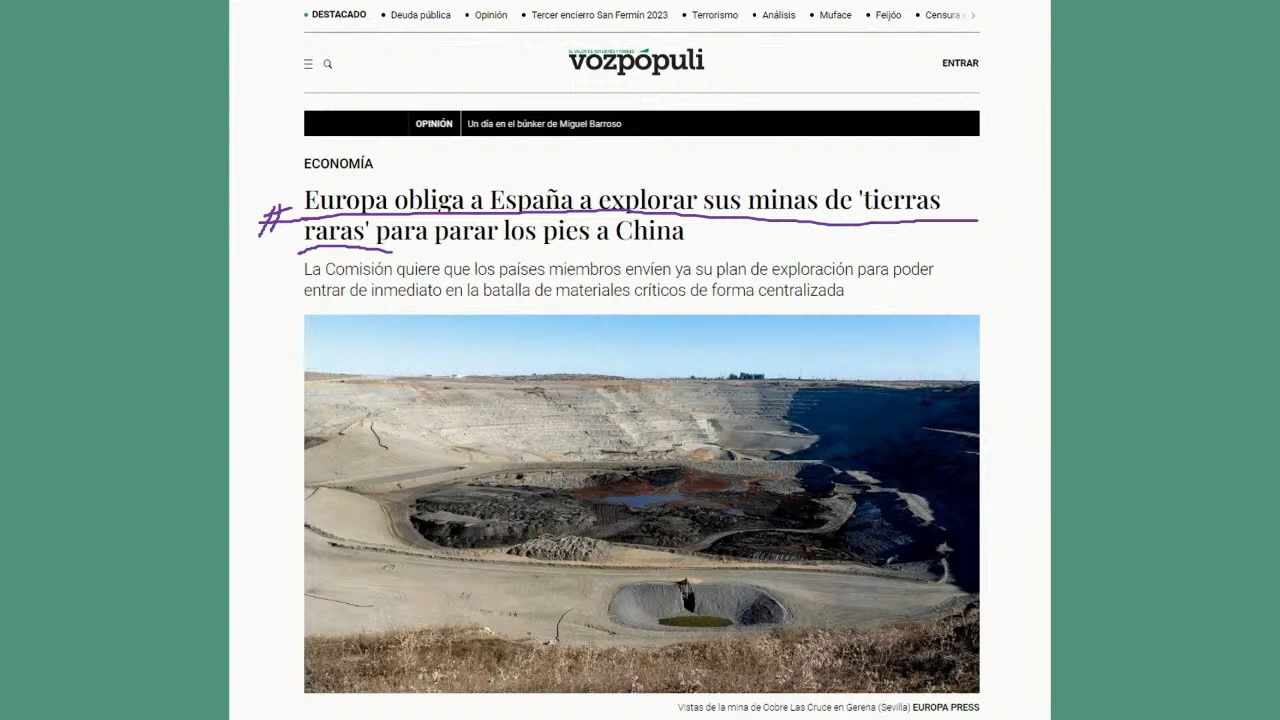 DESTACADO Deuda pública Opinión Tercer encierro San Fermín 2023 Terrorismo Análisis Muface Feijóo Censura
vozpópuli
ENTRAR
OPINIÓN Un día en el búnker de Miguel Barroso
ECONOMÍA
# Europa obliga a España a explorar sus minas de 'tierras
raras' para parar los pies a China
La Comisión quiere que los países miembros envíen ya su plan de exploración para poder
entrar de inmediato en la batalla de materiales críticos de forma centralizada
Vistas de la mina de Cobre Las Cruce en Gerena (Sevilla) EUROPA PRESS